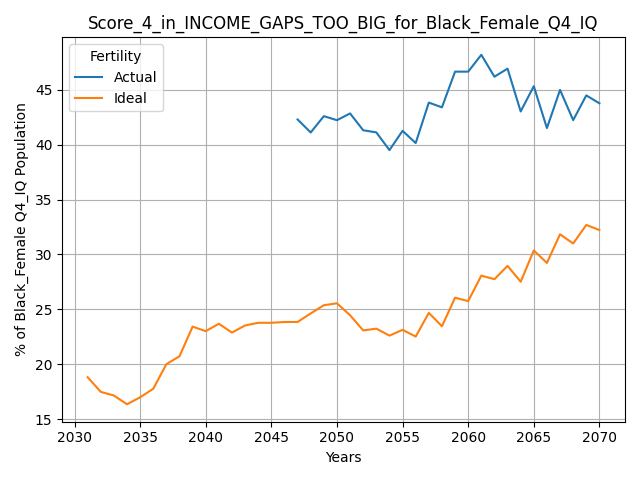 Score_4_in_INCOME_GAPS_TOO_BIG_for_Black_Female_Q4_IQ
Fertility
Actual
Ideal
% of Black_Female Q4_IQ Population
45
40
35
30
25
20
15
2030 2035 2040 2045 2050 2055 2060 2065 2070
Years